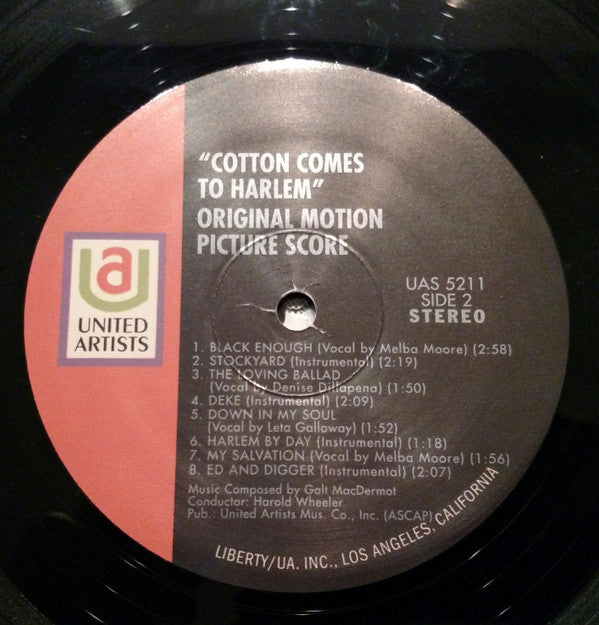 "COTTON COMES
TO HARLEM"
ORIGINAL MOTION
PICTURE SCORE
ua
UNITED
ARTISTS
UAS 5211
SIDE 2
STEREO
1. BLACK ENOUGH (Vocal by Melba Moore) (2:58)
2. STOCKYARD (Instrumental) (2:19)
3. THE LOVING BALLAD
(Vocal by Denise Dillapena) (1:50)
4. DEKE (Instrumental) (2:09)
5. DOWN IN MY SOUL
(Vocal by Leta Galloway) (1:52)
6. HARLEM BY DAY (Instrumental) (1:18)
7. MY SALVATION (Vocal by Melba Moore) (1:56)
8. ED AND DIGGER (Instrumental) (2:07)
Music Composed by Galt MacDermot
Conductor: Harold Wheeler
Pub.: United Artists Mus. Co., Inc. (ASCAP)
LIBERTY/UA. INC., LOS ANGELES, CALIFORNIA